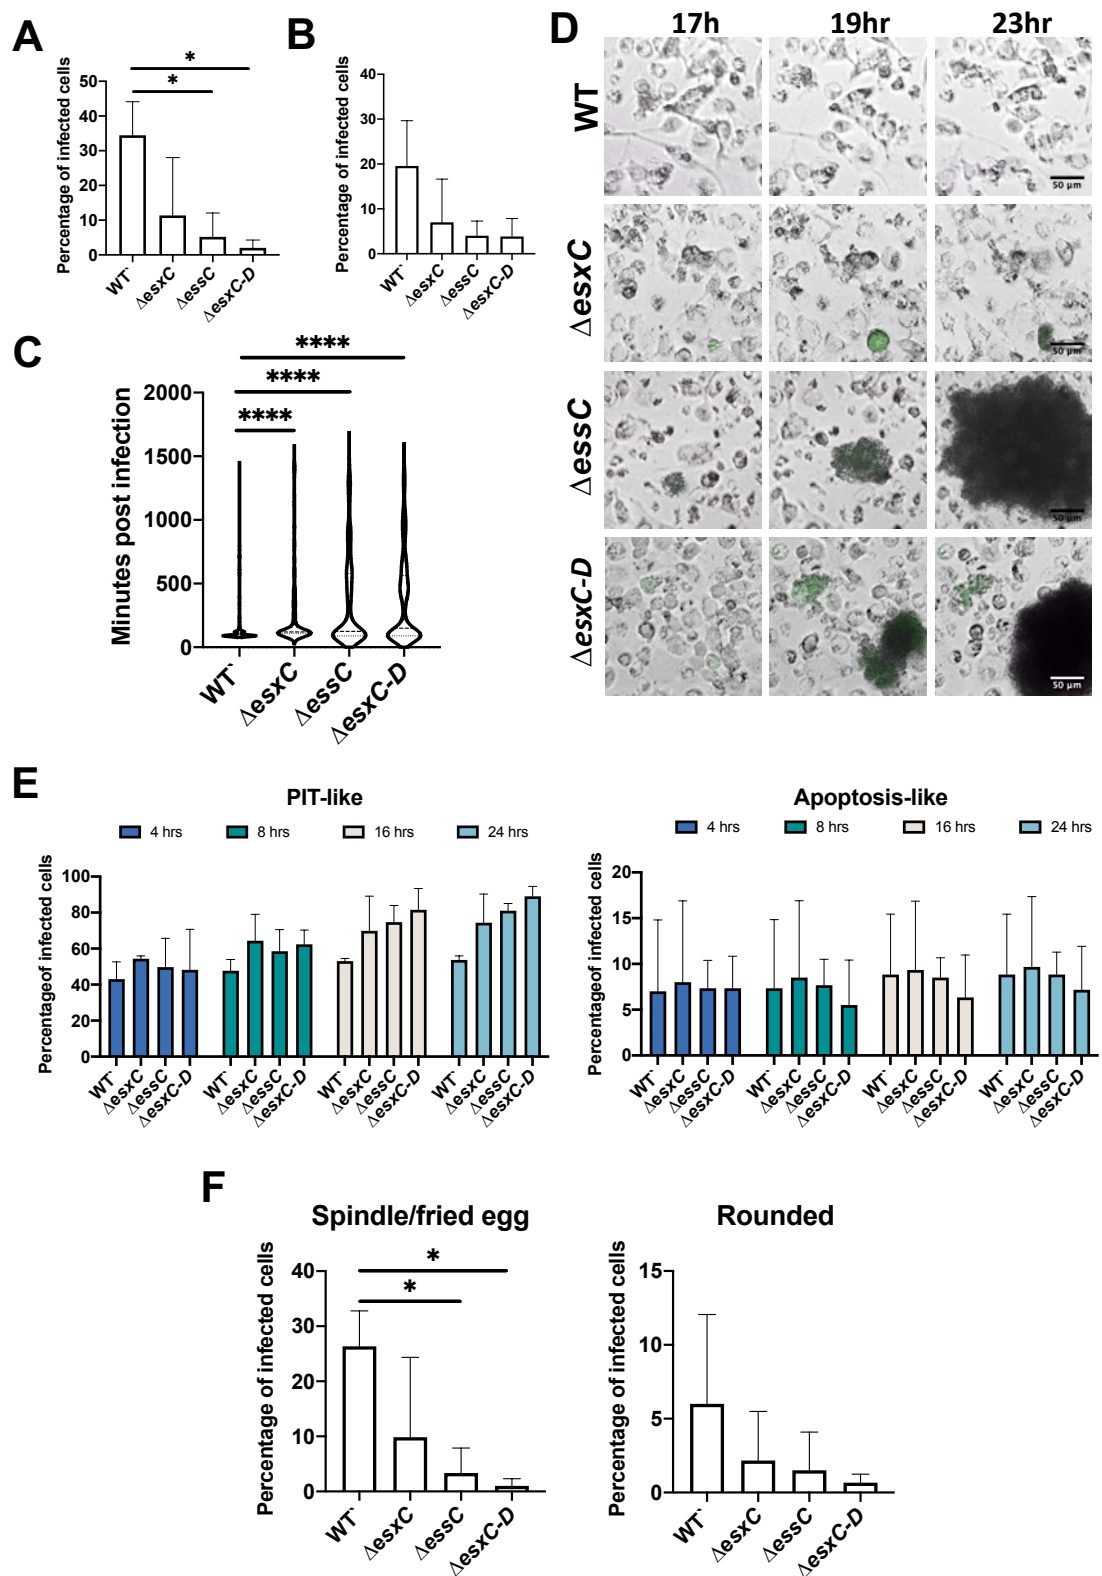 A
Percentage of infected cells
50
40
30
20
10
0
*
*
WT`
ΔesxC
ΔessC
ΔesxC-D
B
Percentage of infected cells
40
30
20
10
0
WT`
ΔesxC
ΔessC
ΔesxC-D
C
Minutes post infection
2000
1500
1000
500
0
****
****
****
WT`
ΔesxC
ΔessC
ΔesxC-D
D
17h 19hr 23hr
WT
50 µm
ΔesxC
50 µm
ΔessC
50 µm
ΔesxC-D
50 µm
E
PIT-like
4 hrs 8 hrs 16 hrs 24 hrs
Percentageof infected cells
100
80
60
40
20
0
WT` ΔesxC ΔessC ΔesxC-D WT` ΔesxC ΔessC ΔesxC-D WT` ΔesxC ΔessC ΔesxC-D WT` ΔesxC ΔessC ΔesxC-D
Apoptosis-like
4 hrs 8 hrs 16 hrs 24 hrs
Percentageof infected cells
20
15
10
5
0
WT` ΔesxC ΔessC ΔesxC-D WT` ΔesxC ΔessC ΔesxC-D WT` ΔesxC ΔessC ΔesxC-D WT` ΔesxC ΔessC ΔesxC-D
F
Spindle/fried egg
Percentage of infected cells
40
30
20
10
0
*
*
WT`
ΔesxC
ΔessC
ΔesxC-D
Rounded
Percentage of infected cells
15
10
5
0
WT`
ΔesxC
ΔessC
ΔesxC-D